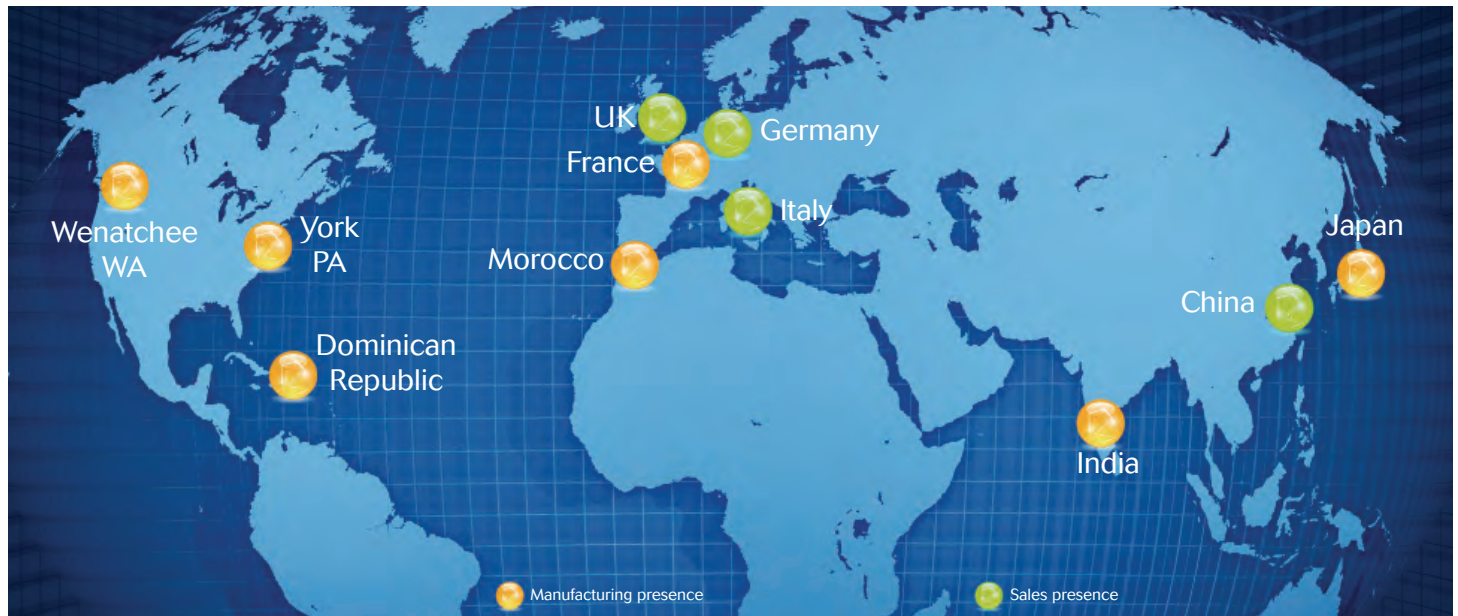 UK
Germany
France
Wenatchee
WA
York
PA
Italy
Japan
Morocco
China
Dominican
Republic
India
Manufacturing presence
Sales presence